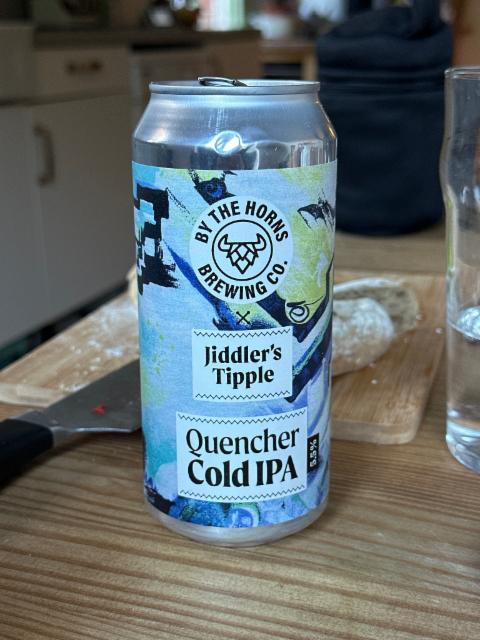 BY THE HORNS
BREWING CO.
X
Jiddler's
Tipple
Quencher
Cold IPA
5.5%